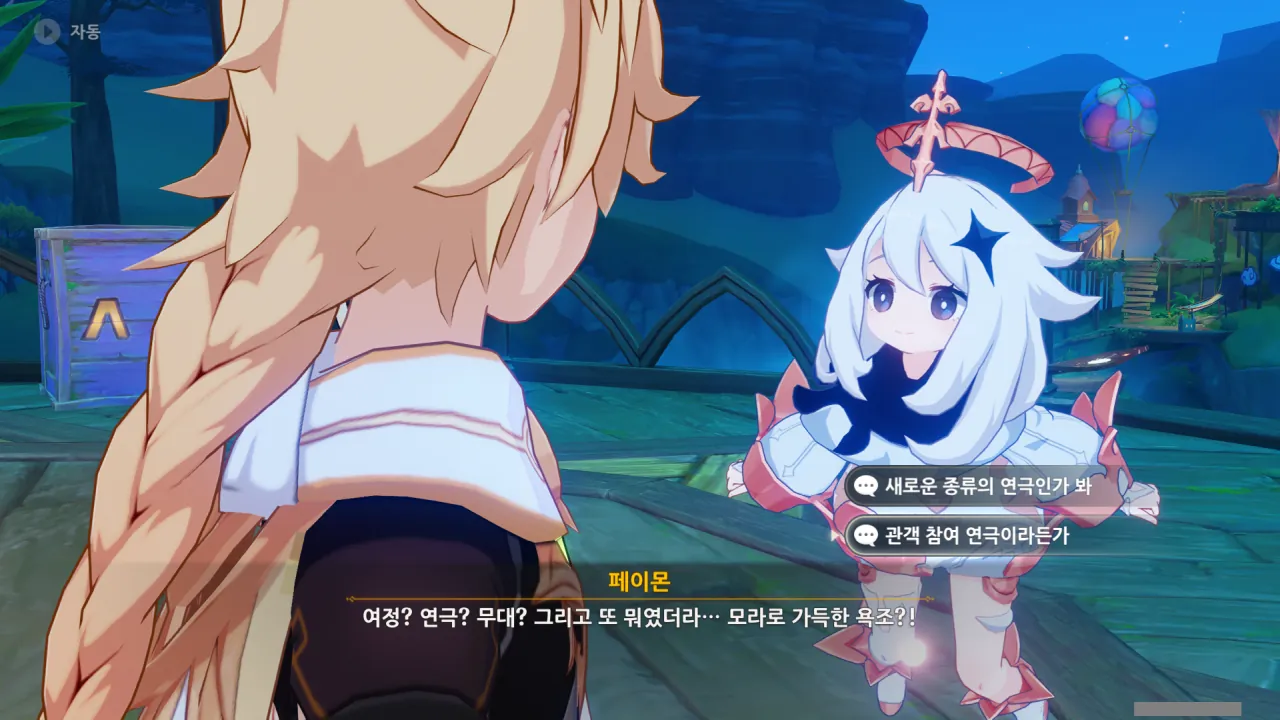 자동
새로운 종류의 연극인가 봐
관객 참여 연극이라든가
페이몬
여정? 연극? 무대? 그리고 또 뭐였더라… 모라로 가득한 욕조?!